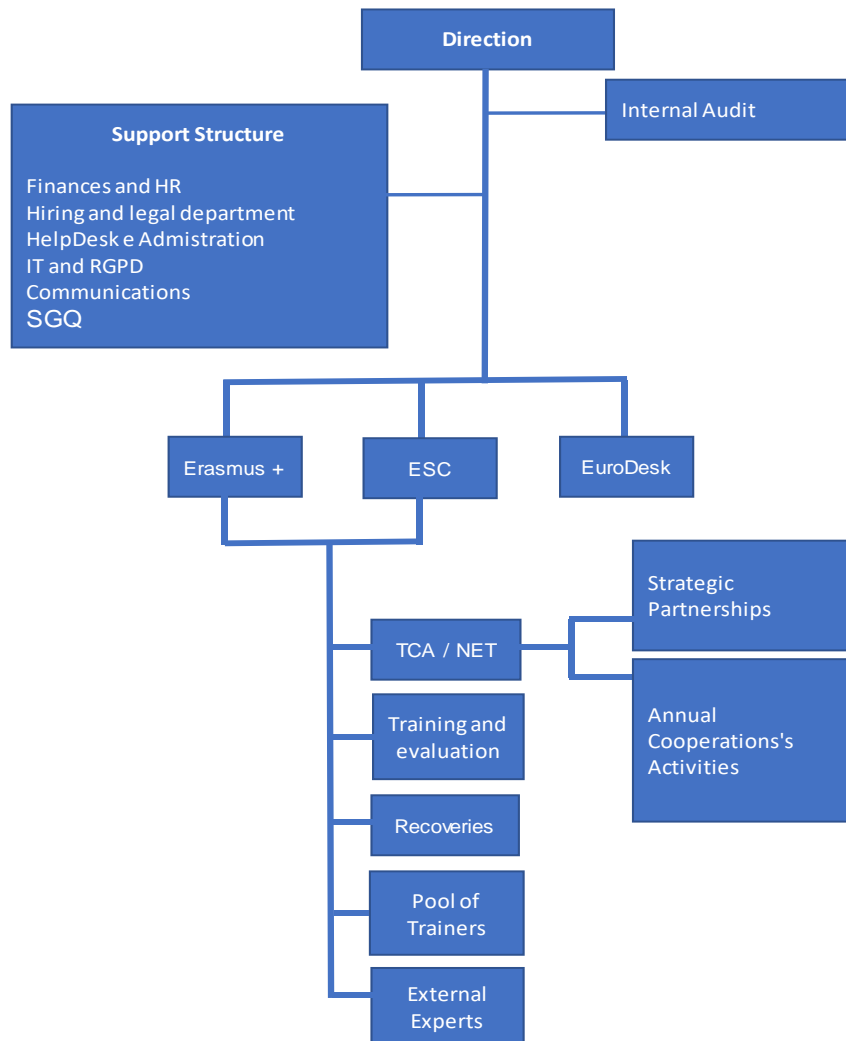 Direction
Internal Audit
Support Structure
Finances and HR
Hiring and legal department
HelpDesk e Admistration
IT and RGPD
Communications
SGQ
Erasmus +
ESC
EuroDesk
Strategic
Partnerships
TCA / NET
Annual
Cooperations's
Activities
Training and
evaluation
Recoveries
Pool of
Trainers
External
Experts